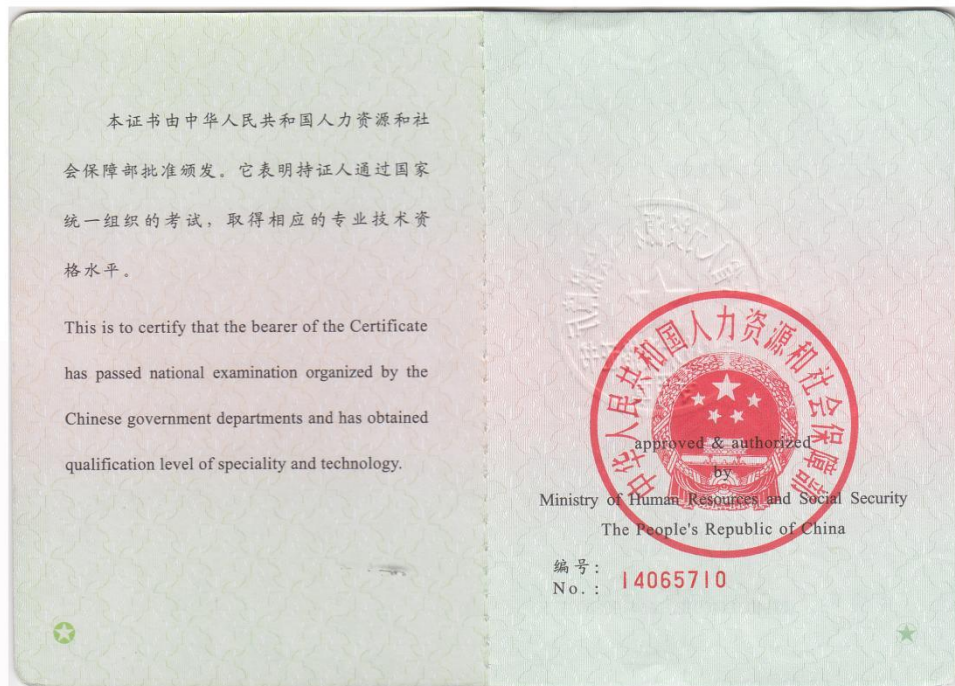 本证书由中华人民共和国人力资源和社
会保障部批准颁发。它表明持证人通过国家
统一组织的考试，取得相应的专业技术资
格水平。
This is to certify that the bearer of the Certificate
has passed national examination organized by the
Chinese government departments and has obtained
qualification level of speciality and technology.
中华人民共和国人力资源和社会保障部
approved & authorized
by
Ministry of Human Resources and Social Security
The People's Republic of China
编号：
No.： 14065710